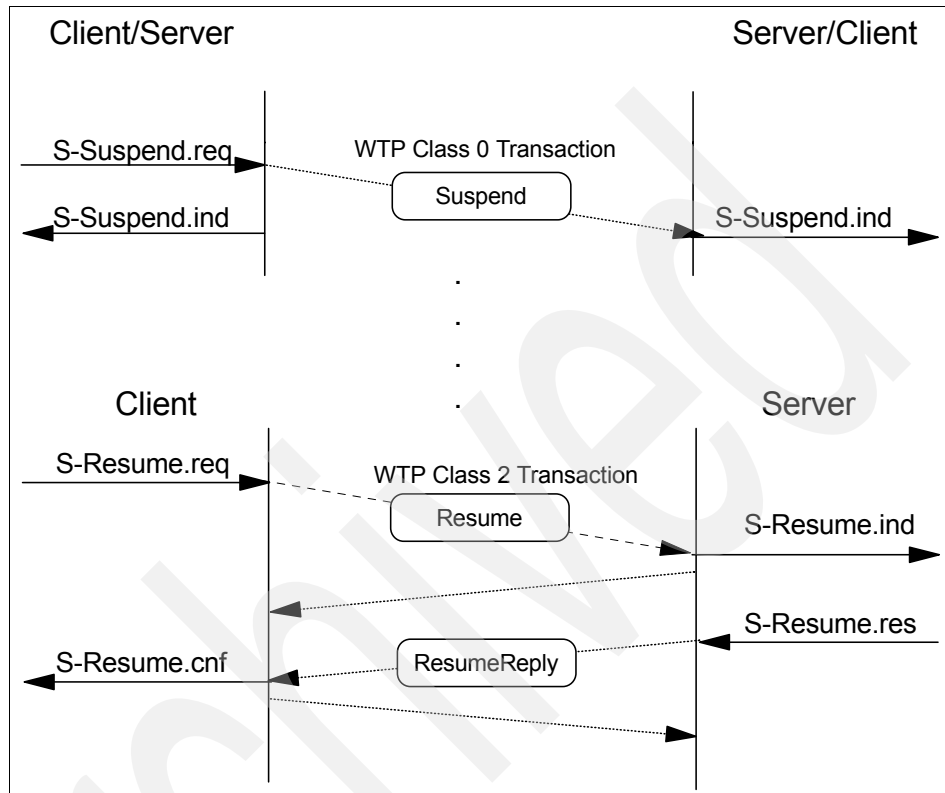 Client/Server
Server/Client
S-Suspend.req
WTP Class 0 Transaction
Suspend
S-Suspend.ind
S-Suspend.ind
Client
Server
S-Resume.req
WTP Class 2 Transaction
Resume
S-Resume.ind
S-Resume.res
S-Resume.cnf
ResumeReply